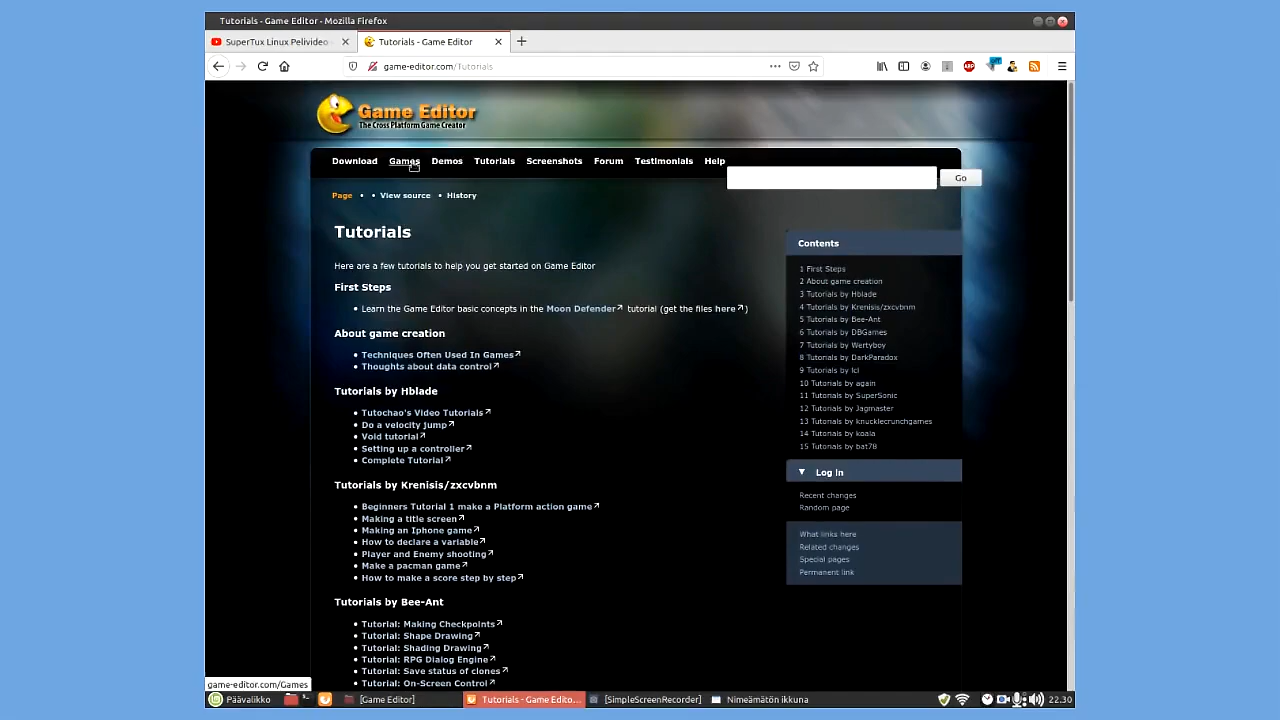 Tutorials - Game Editor - Mozilla Firefox
SuperTux Linux Pelivideo
Tutorials - Game Editor
game-editor.com/Tutorials
ABP
OFF
Game Editor
The Cross Platform Game Creator
Download Games Demos Tutorials Screenshots Forum Testimonials Help
Go
Page • • View source • History
Tutorials
Here are a few tutorials to help you get started on Game Editor
First Steps
• Learn the Game Editor basic concepts in the Moon Defender tutorial (get the files here )
About game creation
• Techniques Often Used In Games
• Thoughts about data control
Tutorials by Hblade
• Tutochao's Video Tutorials
• Do a velocity jump
• Void tutorial
• Setting up a controller
• Complete Tutorial
Tutorials by Krenisis/zxcvbnm
• Beginners Tutorial 1 make a Platform action game
• Making a title screen
• Making an Iphone game
• How to declare a variable
• Player and Enemy shooting
• Make a pacman game
• How to make a score step by step
Tutorials by Bee-Ant
• Tutorial: Making Checkpoints
• Tutorial: Shape Drawing
• Tutorial: Shading Drawing
• Tutorial: RPG Dialog Engine
• Tutorial: Save status of clones
• Tutorial: On-Screen Control
Contents
1 First Steps
2 About game creation
3 Tutorials by Hblade
4 Tutorials by Krenisis/zxcvbnm
5 Tutorials by Bee-Ant
6 Tutorials by DBGames
7 Tutorials by Wertyboy
8 Tutorials by DarkParadox
9 Tutorials by lcl
10 Tutorials by again
11 Tutorials by SuperSonic
12 Tutorials by Jagmaster
13 Tutorials by knucklecrunchgames
14 Tutorials by koala
15 Tutorials by bat78
Log In
Recent changes
Random page
What links here
Related changes
Special pages
Permanent link
game-editor.com/Games
Päävalikko
[Game Editor]
Tutorials - Game Edito...
[SimpleScreenRecorder]
Nimeämätön ikkuna
22.30